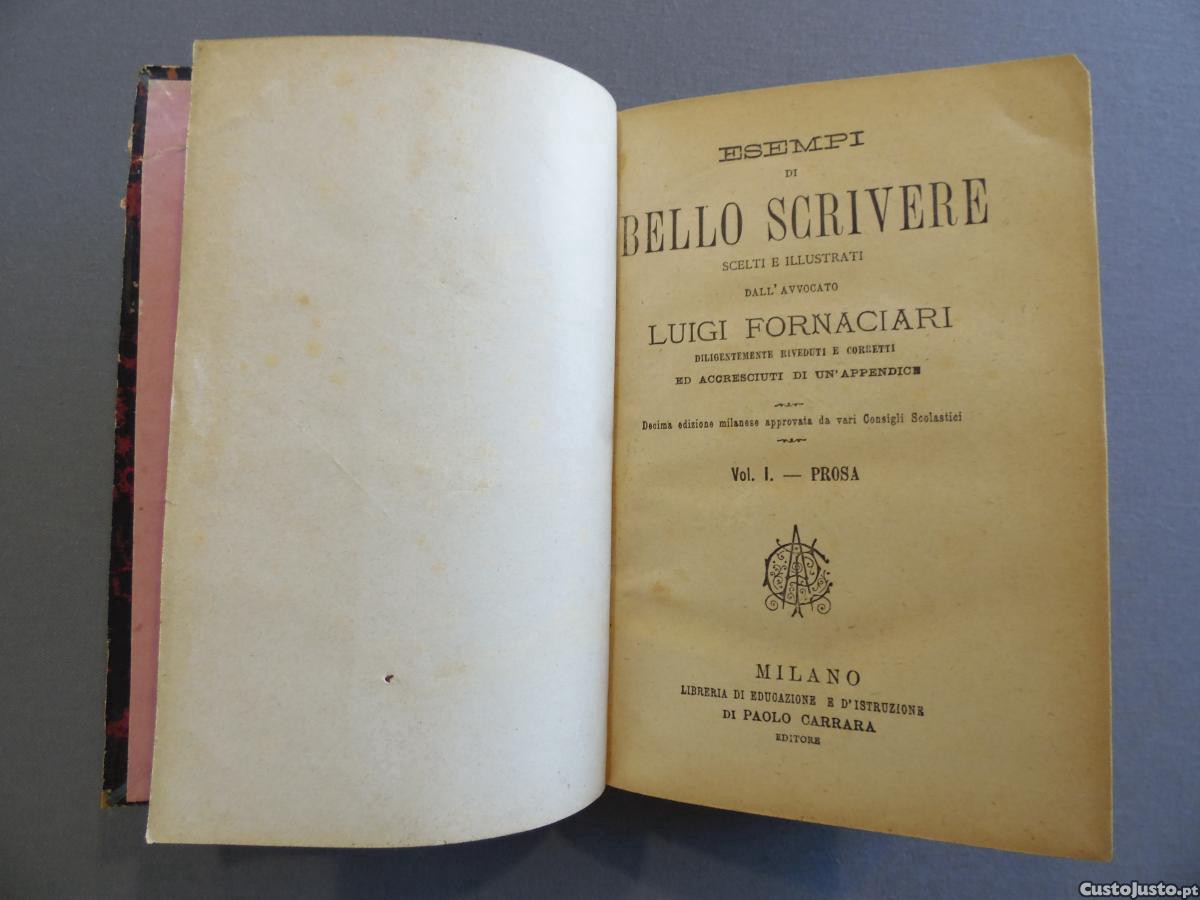 ESEMPI
DI
BELLO SCRIVERE
SCELTI E ILLUSTRATI
DALL'AVVOCATO
LUIGI FORNACIARI
DILIGENTEMENTE RIVEDUTI E CORRETTI
ED ACCRESCIUTI DI UN'APPENDICE
Decima edizione milanese approvata da vari Consigli Scolastici
Vol. I. — PROSA
MILANO
LIBRERIA DI EDUCAZIONE E D'ISTRUZIONE
DI PAOLO CARRARA
EDITORE
CustoJusto.pt